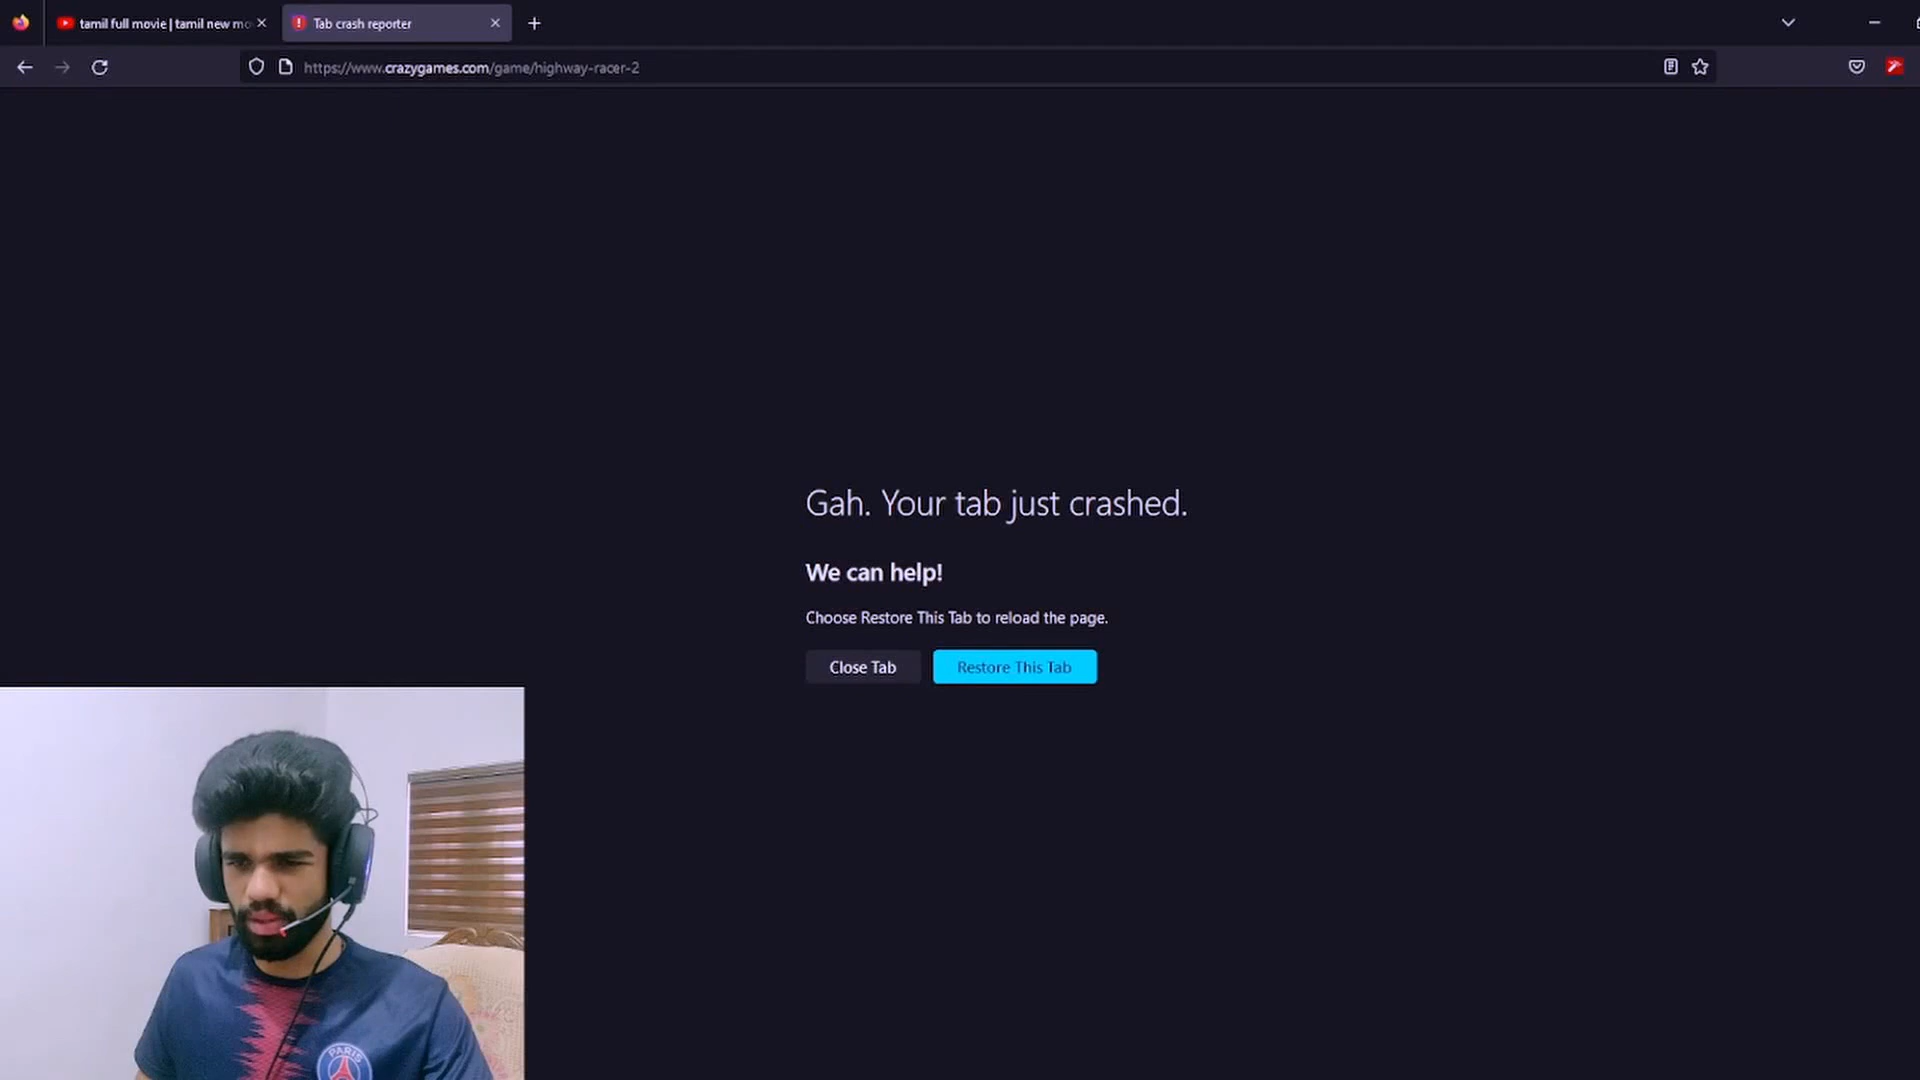 tamil full movie | tamil new mo
Tab crash reporter
https://www.crazygames.com/game/highway-racer-2
Gah. Your tab just crashed.
We can help!
Choose Restore This Tab to reload the page.
Close Tab
Restore This Tab
PARIS